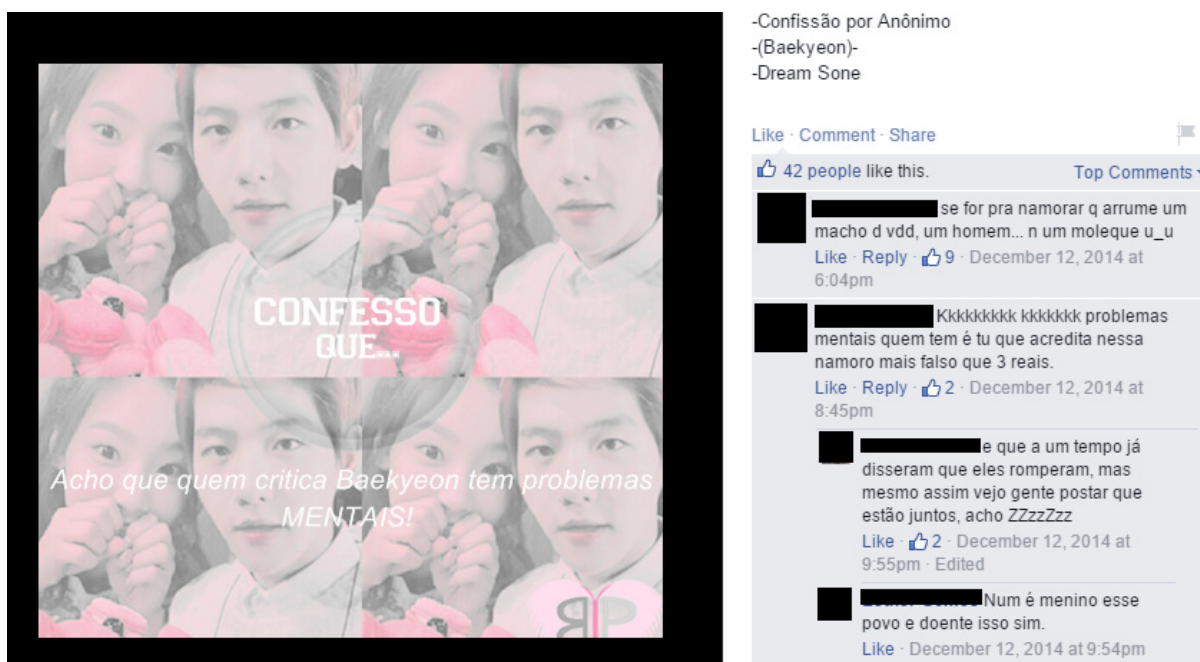 CONFESSO
QUE...
Acho que quem critica Baekyeon tem problemas
MENTAIS!
-Confissão por Anônimo
-(Baekyeon)-
-Dream Sone
Like · Comment · Share
42 people like this.
Top Comments
se for pra namorar q arrume um
macho d vdd, um homem... n um moleque u_u
Like · Reply · 9 · December 12, 2014 at
6:04pm
Kkkkkkkkk kkkkkkk problemas
mentais quem tem é tu que acredita nessa
namoro mais falso que 3 reais.
Like · Reply · 2 · December 12, 2014 at
8:45pm
e que a um tempo já
disseram que eles romperam, mas
mesmo assim vejo gente postar que
estão juntos, acho ZZzzZzz
Like · 2 · December 12, 2014 at
9:55pm · Edited
Num é menino esse
povo e doente isso sim.
Like · December 12, 2014 at 9:54pm